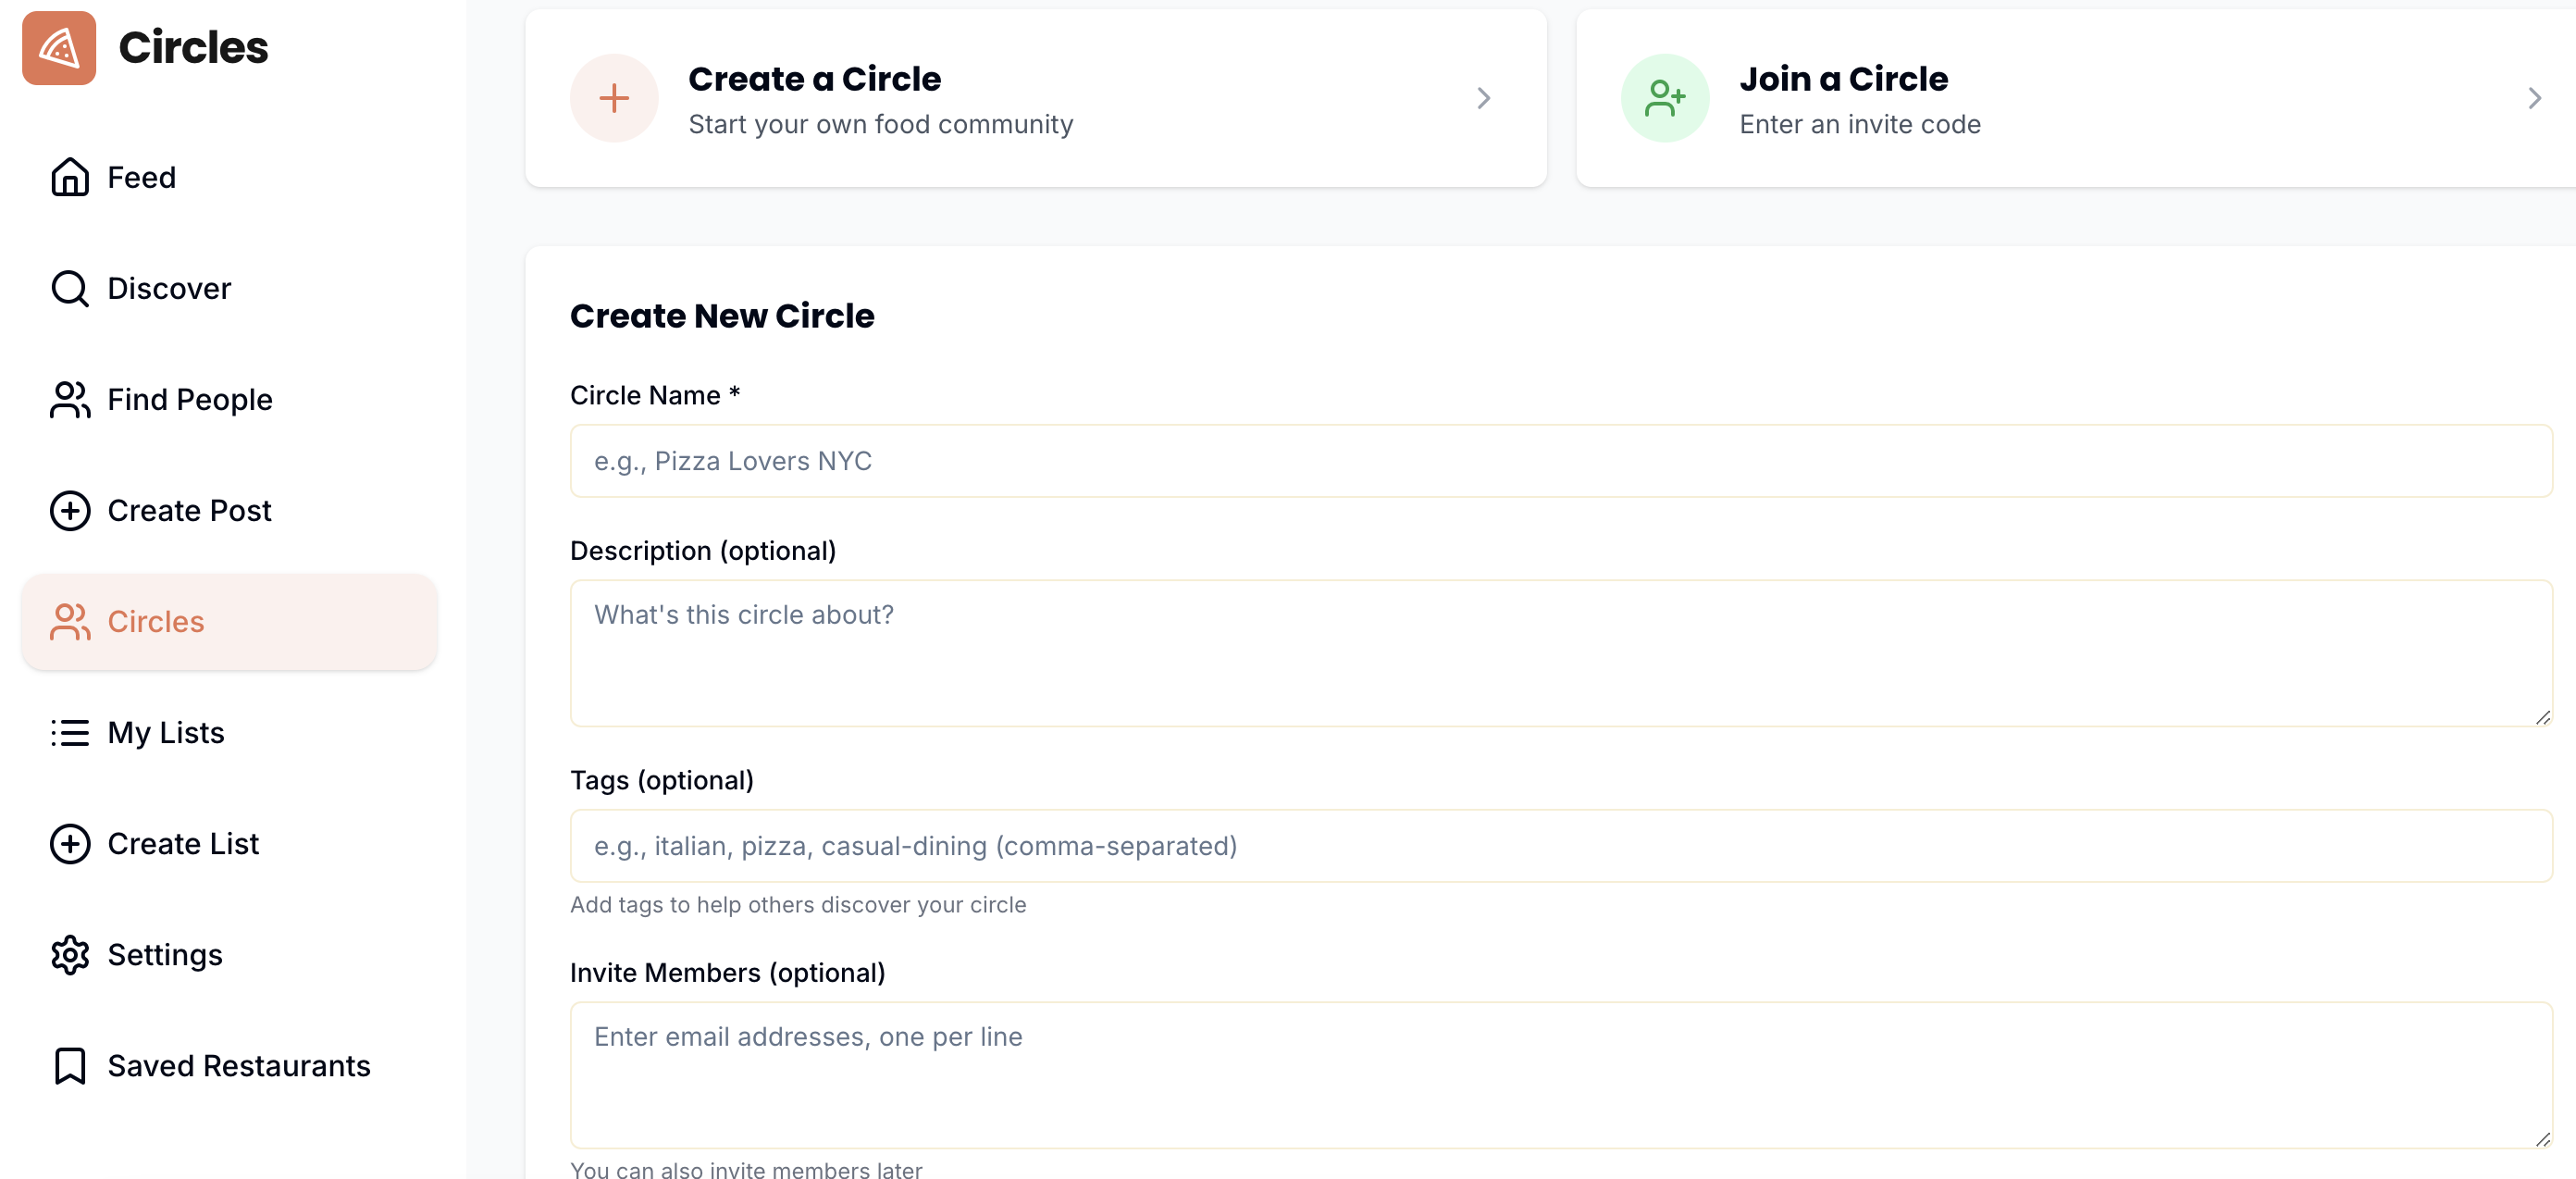 Circles
Feed
Discover
Find People
Create Post
Circles
My Lists
Create List
Settings
Saved Restaurants
Create a Circle
Start your own food community
Join a Circle
Enter an invite code
Create New Circle
Circle Name *
e.g., Pizza Lovers NYC
Description (optional)
What's this circle about?
Tags (optional)
e.g., italian, pizza, casual-dining (comma-separated)
Add tags to help others discover your circle
Invite Members (optional)
Enter email addresses, one per line
You can also invite members later